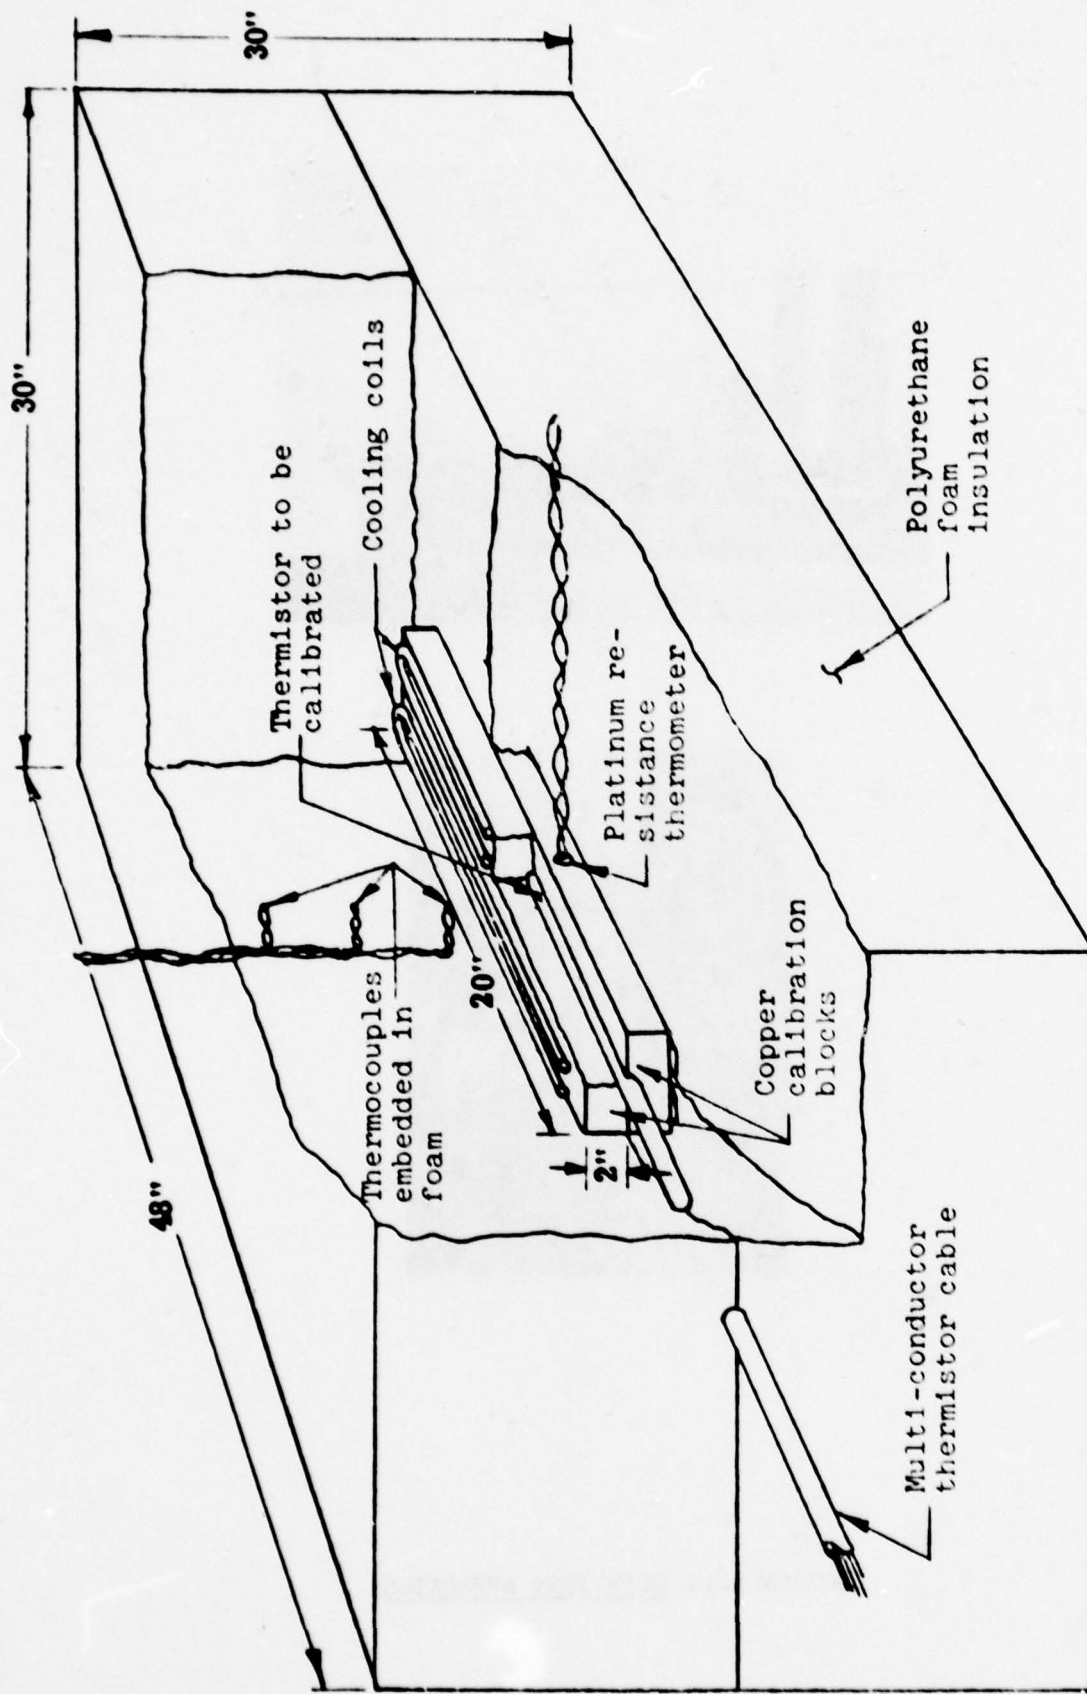 30"
30"
48"
Thermistor to be
calibrated
Cooling coils
Thermocouples
embedded in
foam
20"
2"
Platinum re-
sistance
thermometer
Copper
calibration
blocks
Polyurethane
foam
insulation
Multi-conductor
thermistor cable